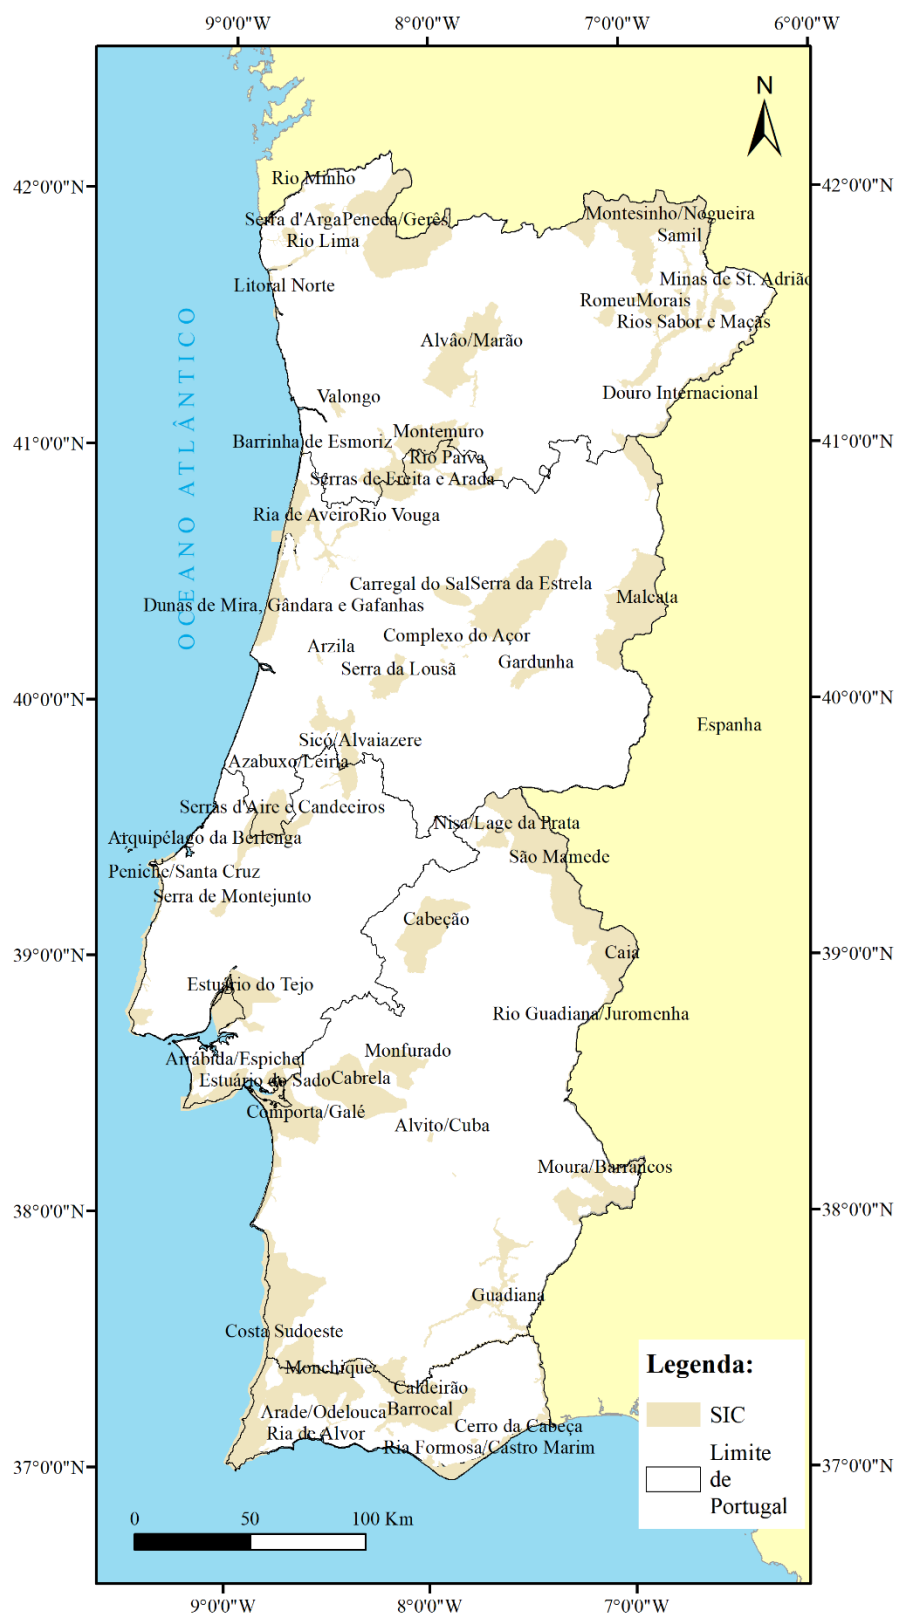 9°0'0"W
8°0'0"W
7°0'0"W
6°0'0"W
N
42°0'0"N
42°0'0"N
Rio Minho
Serra d'Arga
Peneda/Gerês
Montesinho/Nogueira
Samil
Rio Lima
Litoral Norte
Minas de St. Adrião
Romeu
Morais
Rios Sabor e Maçãs
OCEANO ATLÂNTICO
Alvão/Marão
Valongo
Douro Internacional
41°0'0"N
41°0'0"N
Montemuro
Barrinha de Esmoriz
Rio Paiva
Serras de Freita e Arada
Ria de Aveiro
Rio Vouga
Carregal do Sal
Serra da Estrela
Malcata
Dunas de Mira, Gândara e Gafanhas
Complexo do Açor
Arzila
Gardunha
Serra da Lousã
40°0'0"N
40°0'0"N
Espanha
Sicó/Alvaiazere
Azabuxo/Leiria
Serras d'Aire e Candeeiros
Nisa/Lage da Prata
Arquipélago da Berlenga
São Mamede
Peniche/Santa Cruz
Serra de Montejunto
Cabeção
39°0'0"N
39°0'0"N
Caia
Estuário do Tejo
Rio Guadiana/Juromenha
Monfurado
Arrábida/Espichel
Estuário do Sado
Cabrela
Comporta/Galé
Alvito/Cuba
Moura/Barrancos
38°0'0"N
38°0'0"N
Guadiana
Costa Sudoeste
Monchique
Caldeirão
Arade/Odelouca
Barrocal
Ria de Alvor
Cerro da Cabeça
Ria Formosa/Castro Marim
37°0'0"N
37°0'0"N
Legenda:
SIC
Limite
de
Portugal
0 50 100 Km
9°0'0"W
8°0'0"W
7°0'0"W